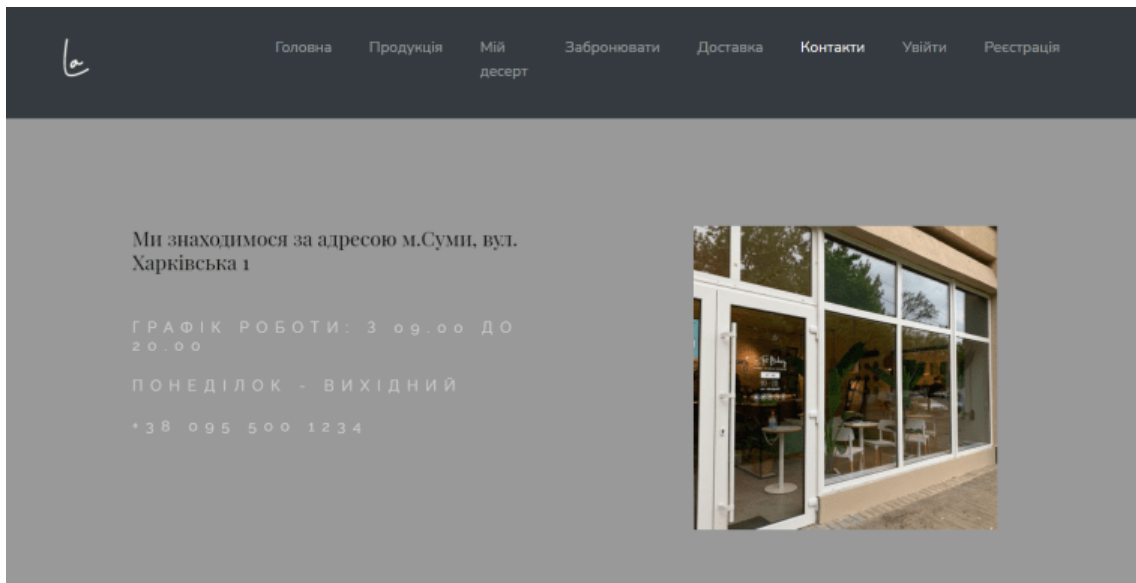 la
Головна Продукція Мій Забронювати Доставка Контакти Увійти Реєстрація
десерт
Ми знаходимося за адресою м.Суми, вул.
Харківська 1
ГРАФІК РОБОТИ: З 09.00 ДО
20.00
ПОНЕДІЛОК - ВИХІДНИЙ
+38 095 500 1234